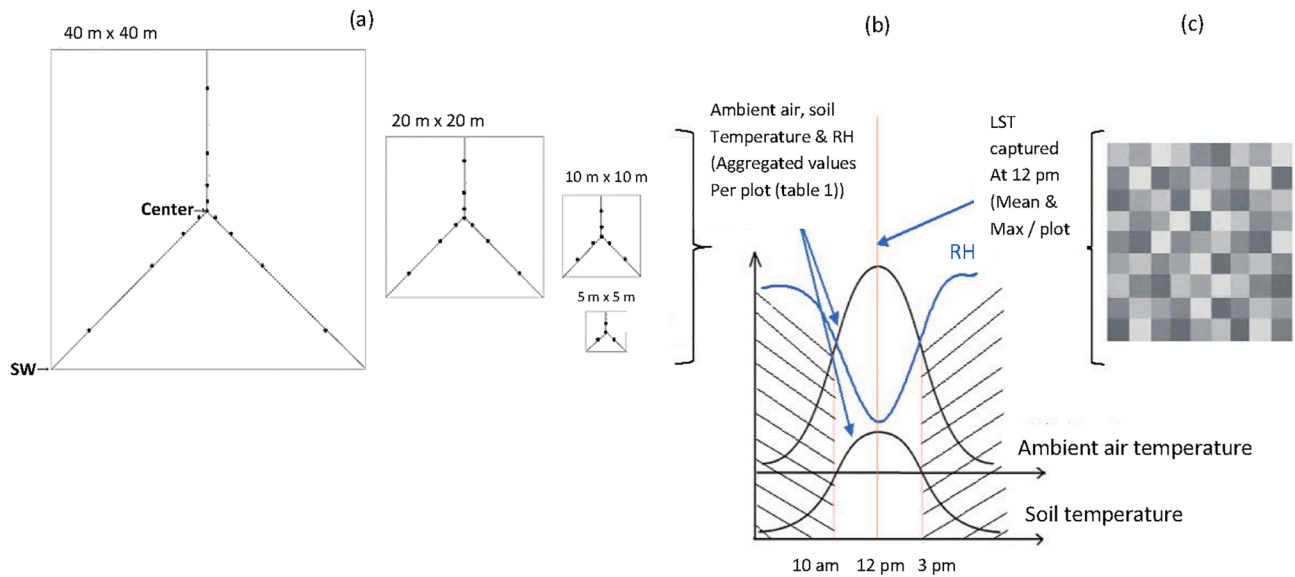 (a)
(b)
(c)
40 m x 40 m
20 m x 20 m
10 m x 10 m
5 m x 5 m
Center→
SW→
Ambient air, soil
Temperature & RH
(Aggregated values
Per plot (table 1))
LST
captured
At 12 pm
(Mean &
Max / plot
RH
Ambient air temperature
Soil temperature
10 am
12 pm
3 pm